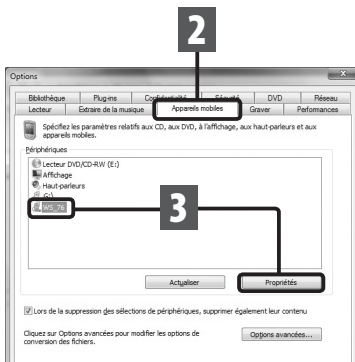 2
Options
x
Bibliothèque Plug-ins Confidentialité Sécurité DVD Réseau
Lecteur Extraire de la musique Appareils mobiles Graver Performances
Spécifiez les paramètres relatifs aux CD, aux DVD, à l'affichage, aux haut-parleurs et aux
appareils mobiles.
Périphériques
Lecteur DVD/CD-RW (E:)
Affichage
Haut-parleurs
G:\
WS_76
3
Actualiser Propriétés
Lors de la suppression des sélections de périphériques, supprimer également leur contenu
Cliquez sur Options avancées pour modifier les options de
conversion des fichiers.
Options avancées...